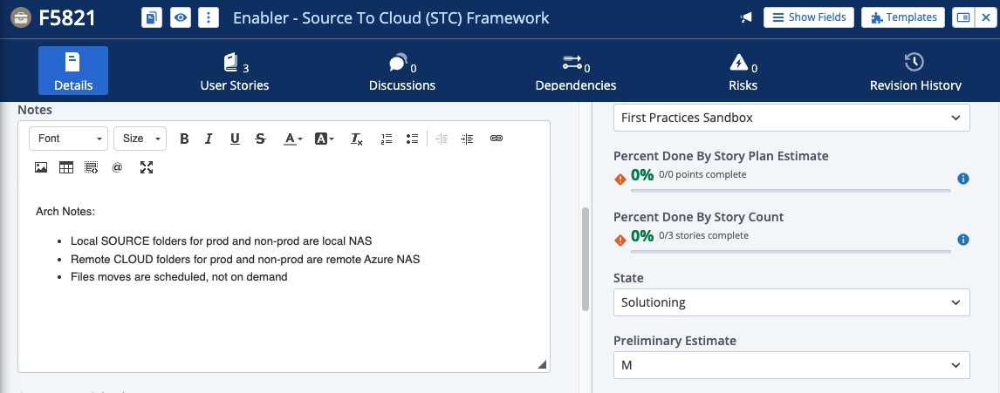 F5821
Enabler - Source To Cloud (STC) Framework
Show Fields
Templates
Details
3
User Stories
0
Discussions
0
Dependencies
0
Risks
Revision History
Notes
Font
Size
B I U S A A Tx
@
Arch Notes:
• Local SOURCE folders for prod and non-prod are local NAS
• Remote CLOUD folders for prod and non-prod are remote Azure NAS
• Files moves are scheduled, not on demand
First Practices Sandbox
Percent Done By Story Plan Estimate
0% 0/0 points complete
Percent Done By Story Count
0% 0/3 stories complete
State
Solutioning
Preliminary Estimate
M